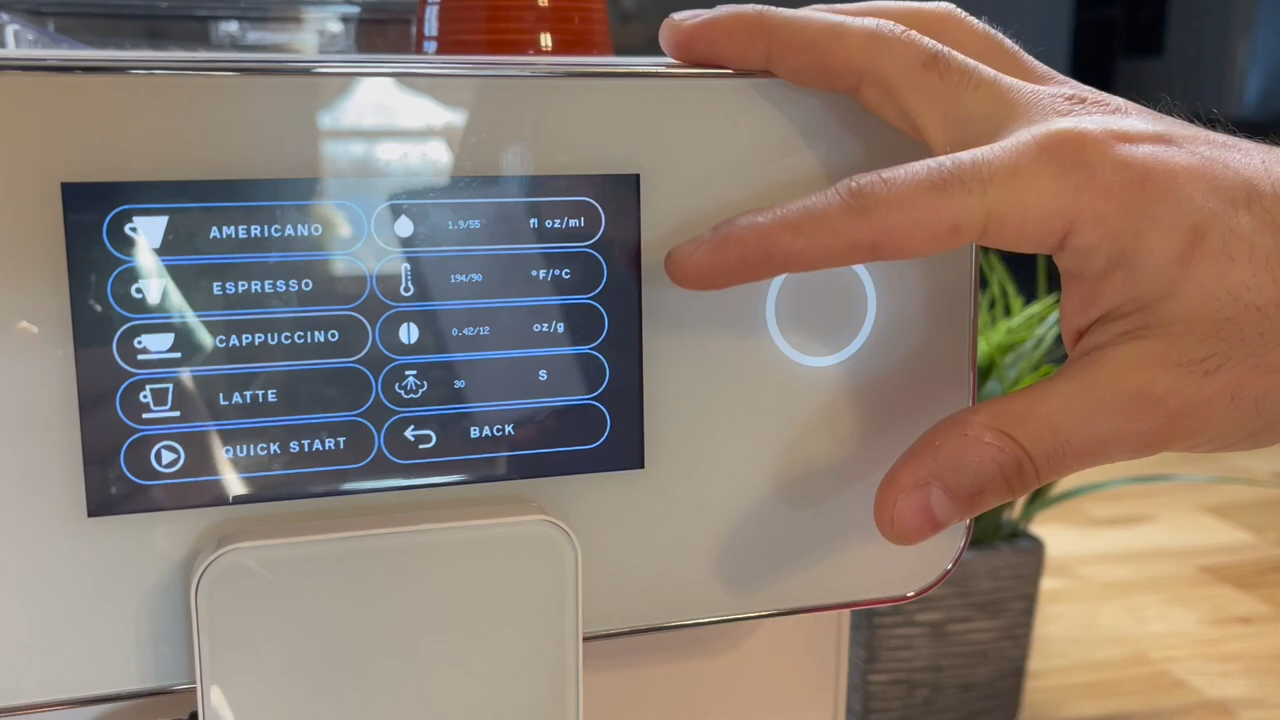 AMERICANO
ESPRESSO
CAPPUCCINO
LATTE
QUICK START
1.9/55 fl oz/ml
194/90 °F/°C
0.42/12 oz/g
30 S
BACK